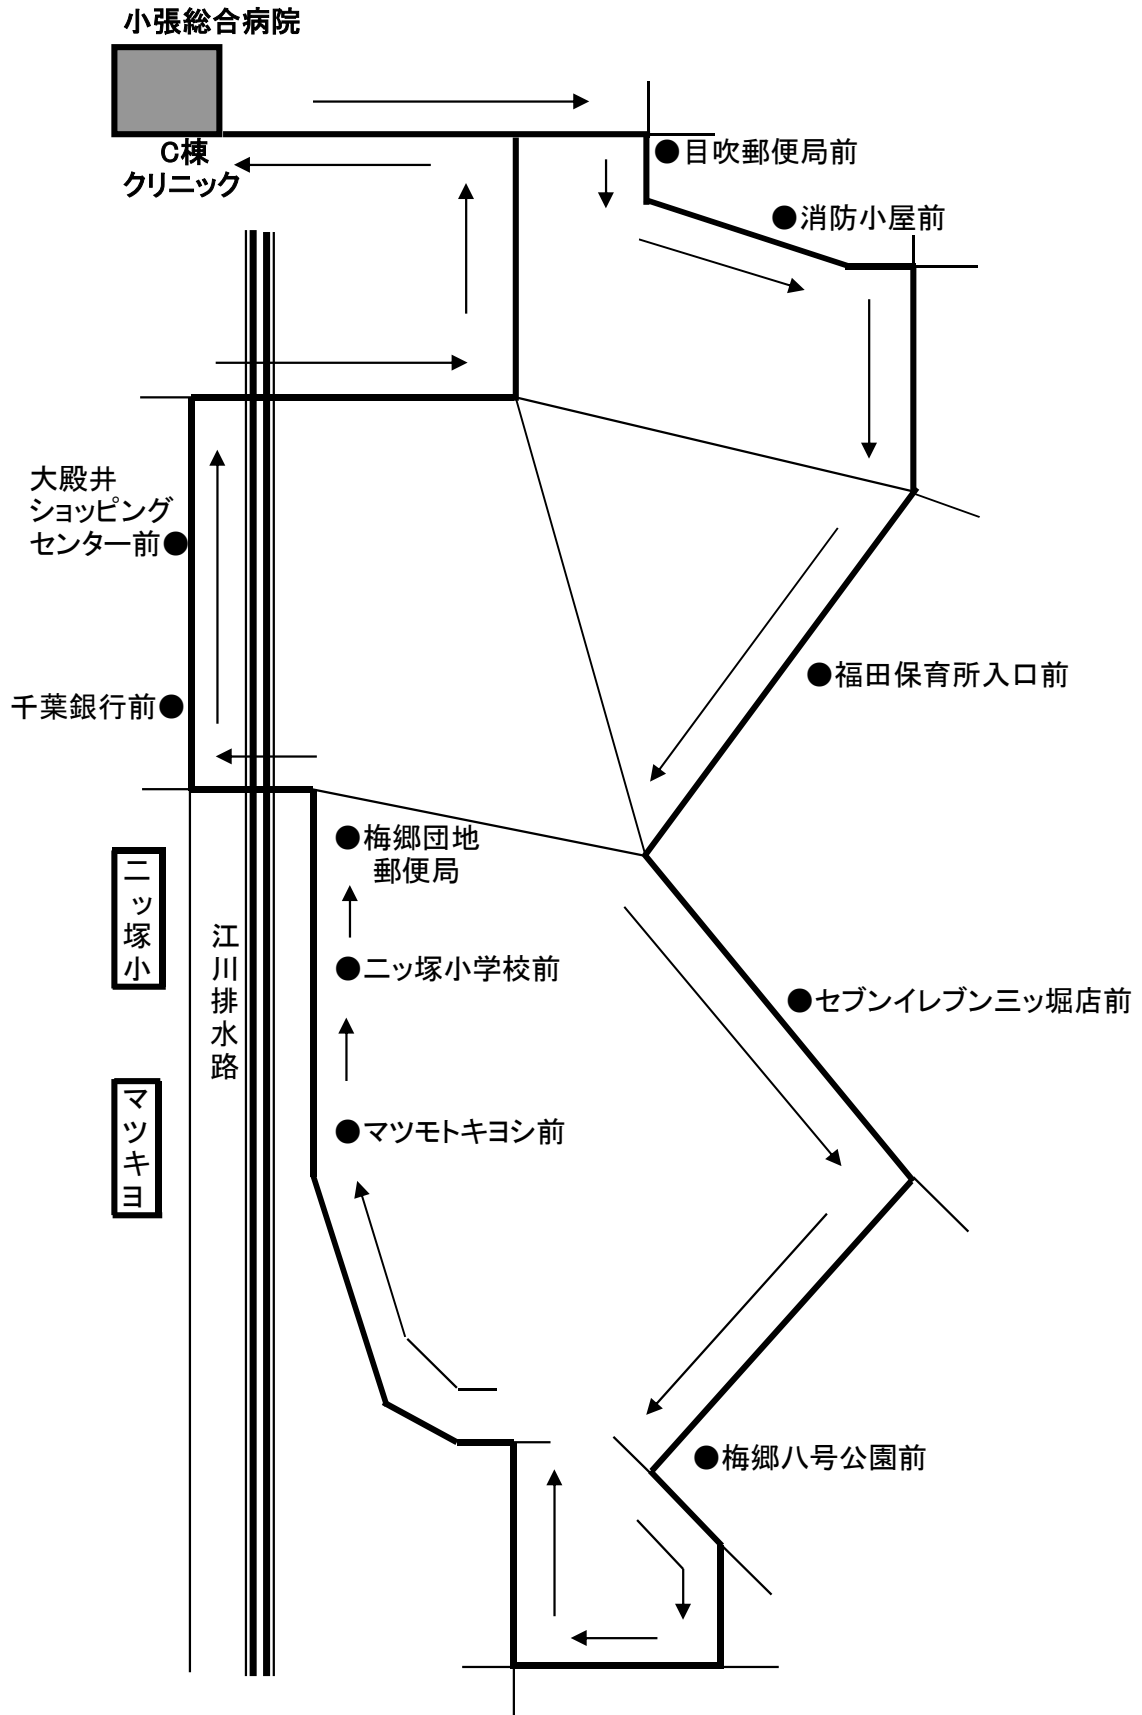 小張総合病院
C棟
クリニック
●目吹郵便局前
●消防小屋前
大殿井
ショッピング
センター前●
●福田保育所入口前
千葉銀行前●
●梅郷団地
郵便局
二ッ塚小
江川排水路
●二ッ塚小学校前
●セブンイレブン三ッ堀店前
マツキヨ
●マツモトキヨシ前
●梅郷八号公園前